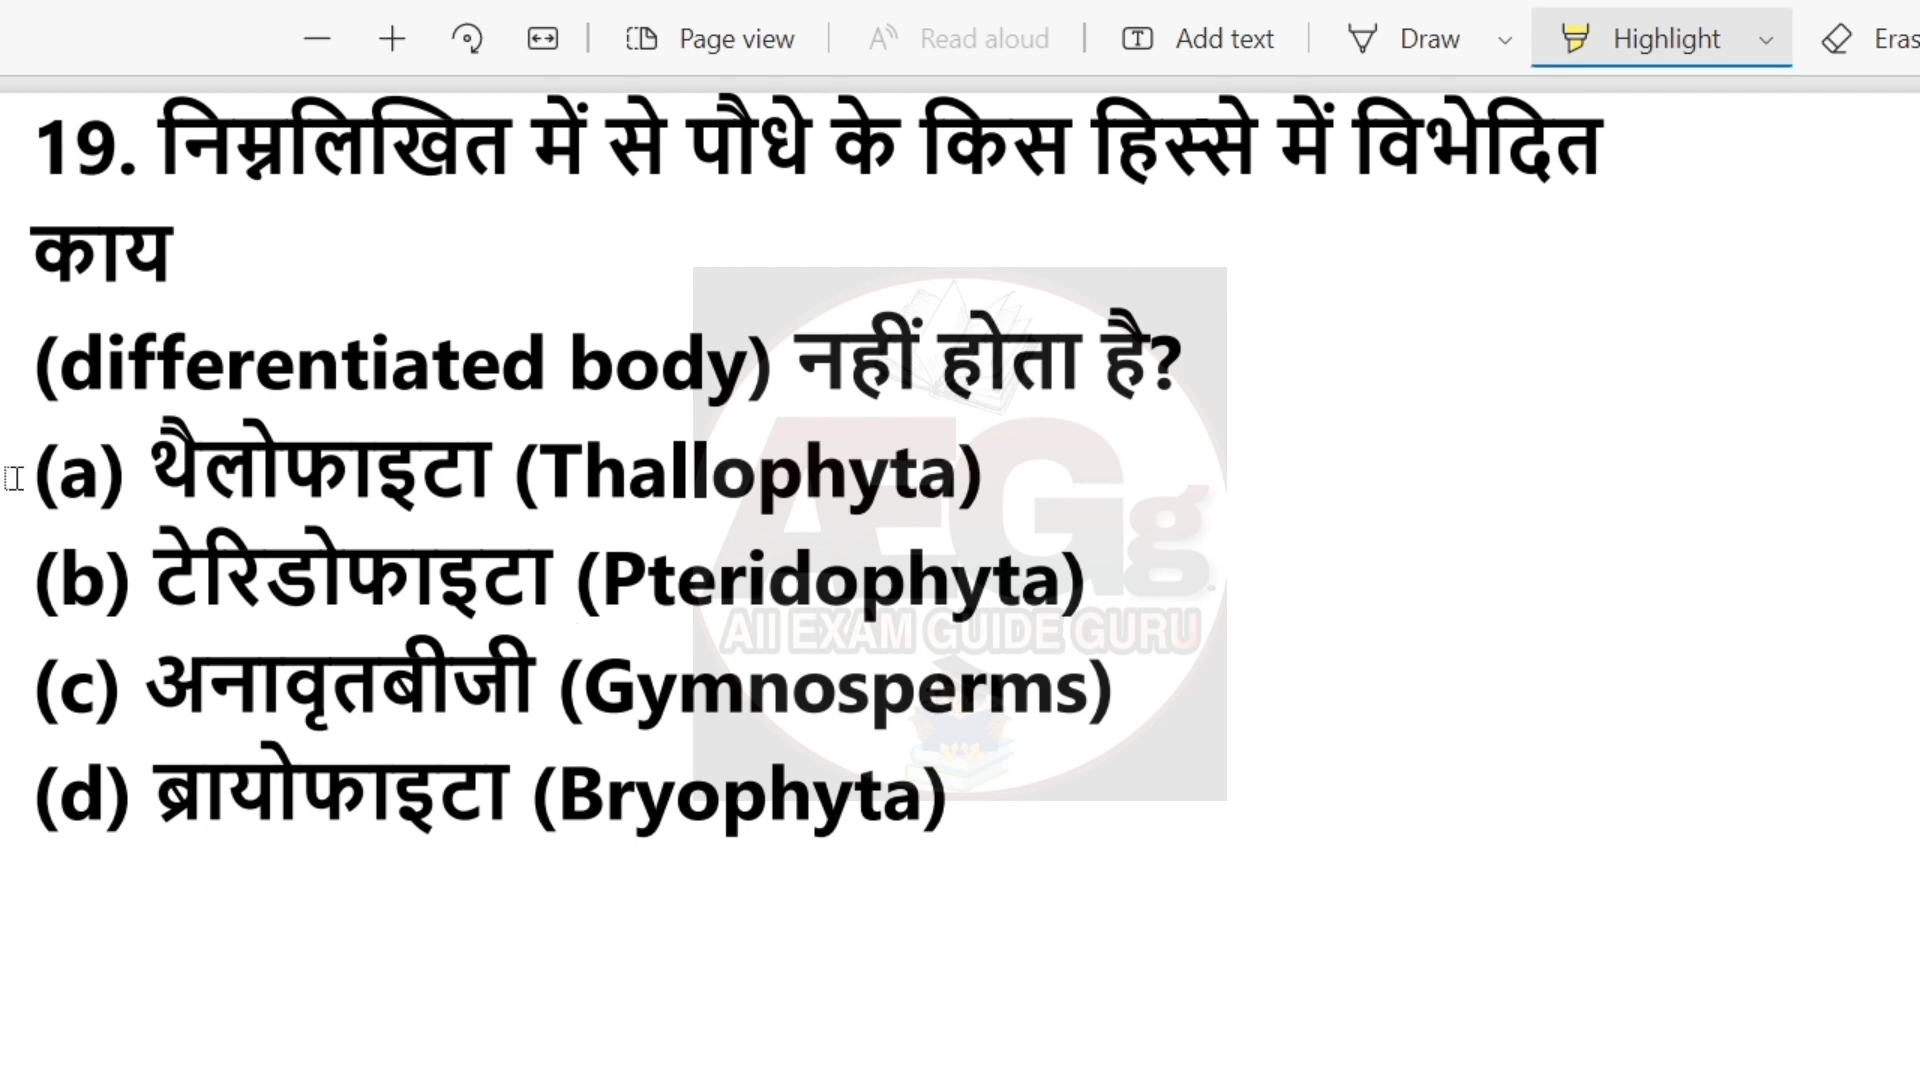 Page view Read aloud Add text Draw Highlight Eras
19. निम्नलिखित में से पौधे के किस हिस्से में विभेदित
काय
(differentiated body) नहीं होता है?
(a) थैलोफाइटा (Thallophyta)
(b) टेरिडोफाइटा (Pteridophyta)
(c) अनावृतबीजी (Gymnosperms)
(d) ब्रायोफाइटा (Bryophyta)
AEGg
All EXAM GUIDE GURU